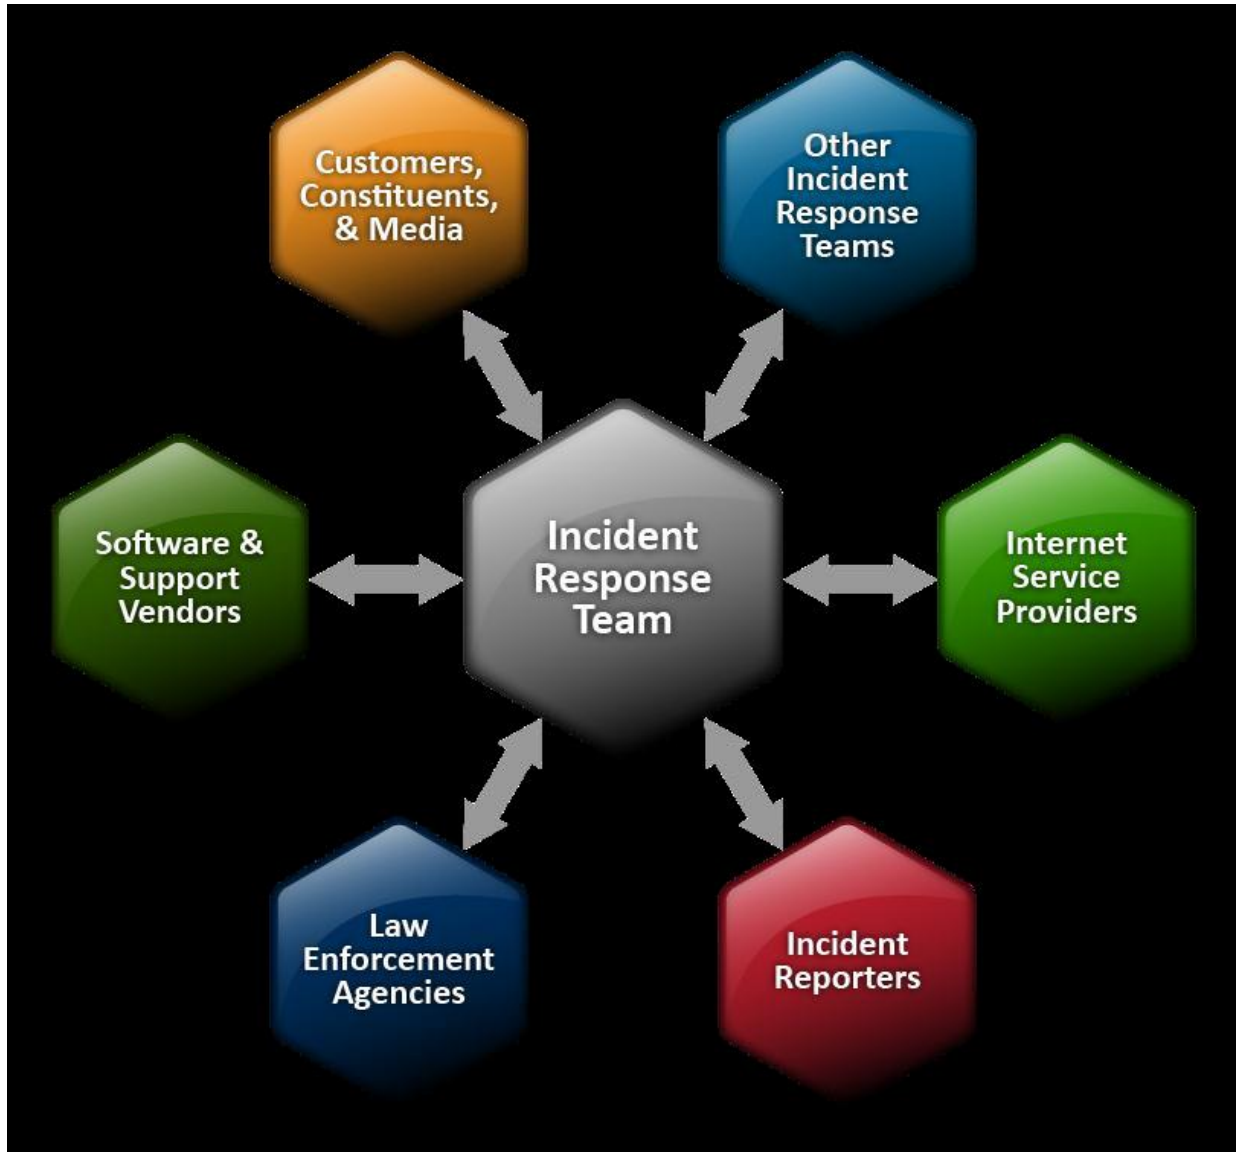 Customers,
Constituents,
& Media
Other
Incident
Response
Teams
Software &
Support
Vendors
Incident
Response
Team
Internet
Service
Providers
Law
Enforcement
Agencies
Incident
Reporters